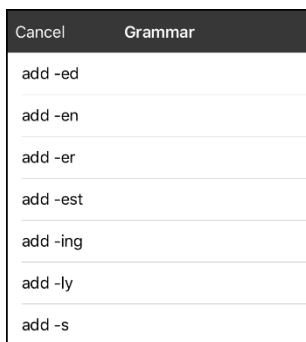 Cancel Grammar
add -ed
add -en
add -er
add -est
add -ing
add -ly
add -s